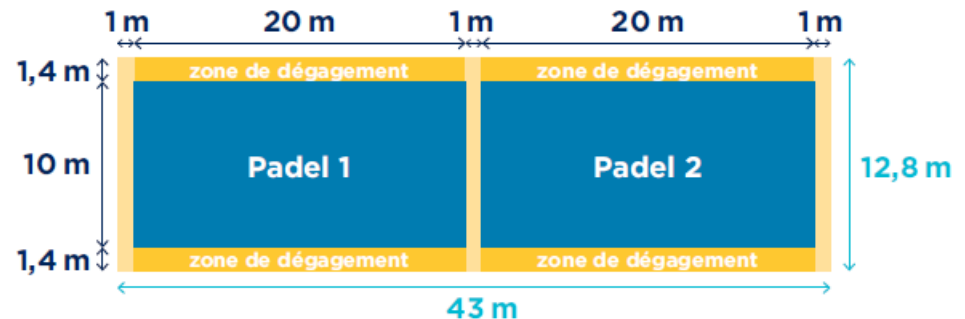 1 m 20 m 1 m 20 m 1 m
1,4 m zone de dégagement zone de dégagement
10 m Padel 1 Padel 2 12,8 m
1,4 m zone de dégagement zone de dégagement
43 m